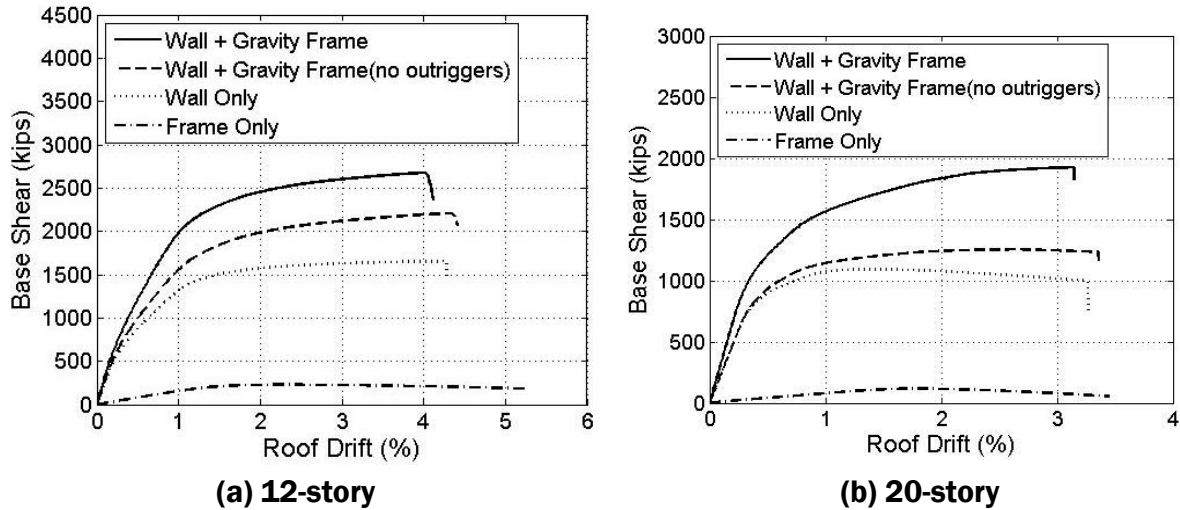 4500
4000
3500
3000
2500
2000
1500
1000
500
0
Base Shear (kips)
Wall + Gravity Frame
Wall + Gravity Frame(no outriggers)
Wall Only
Frame Only
0 1 2 3 4 5 6
Roof Drift (%)
(a) 12-story
3000
2500
2000
1500
1000
500
0
Base Shear (kips)
Wall + Gravity Frame
Wall + Gravity Frame(no outriggers)
Wall Only
Frame Only
0 1 2 3 4
Roof Drift (%)
(b) 20-story